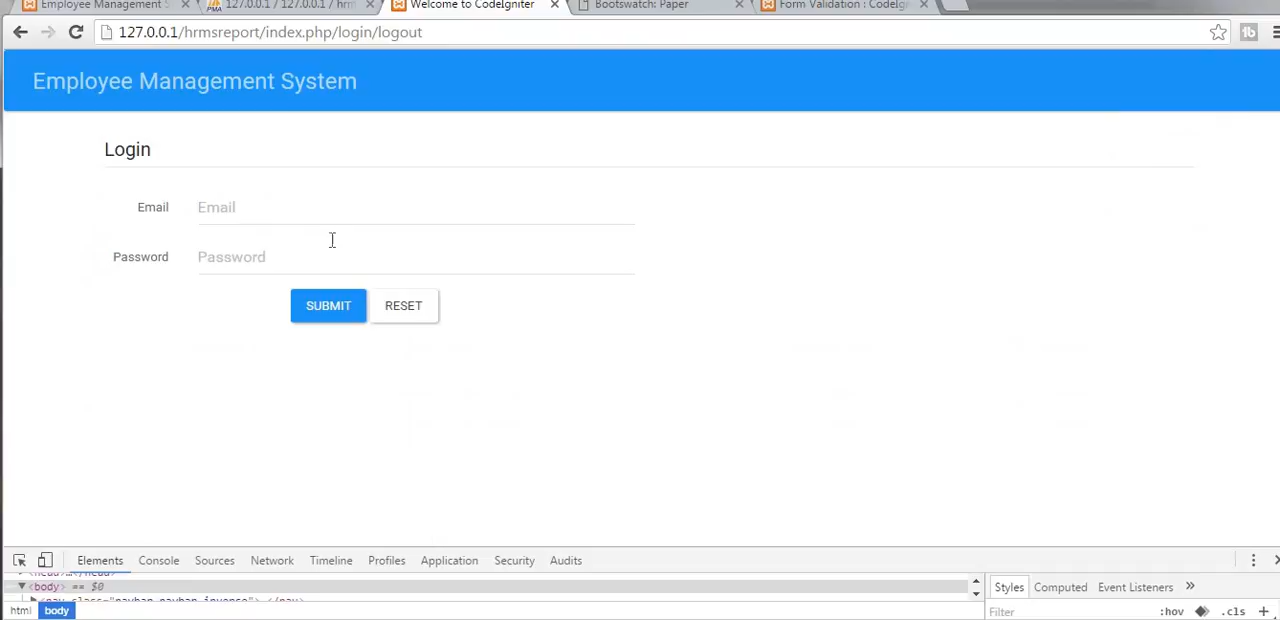 Employee Management S
127.0.0.1 / 127.0.0.1 / hrm
Welcome to CodeIgniter
Bootswatch: Paper
Form Validation : CodeIg
127.0.0.1/hrmsreport/index.php/login/logout
Employee Management System
Login
Email
Email
Password
Password
SUBMIT
RESET
Elements
Console
Sources
Network
Timeline
Profiles
Application
Security
Audits
<body> == $0
Styles
Computed
Event Listeners
»
html
body
Filter
:hov
.cls
+